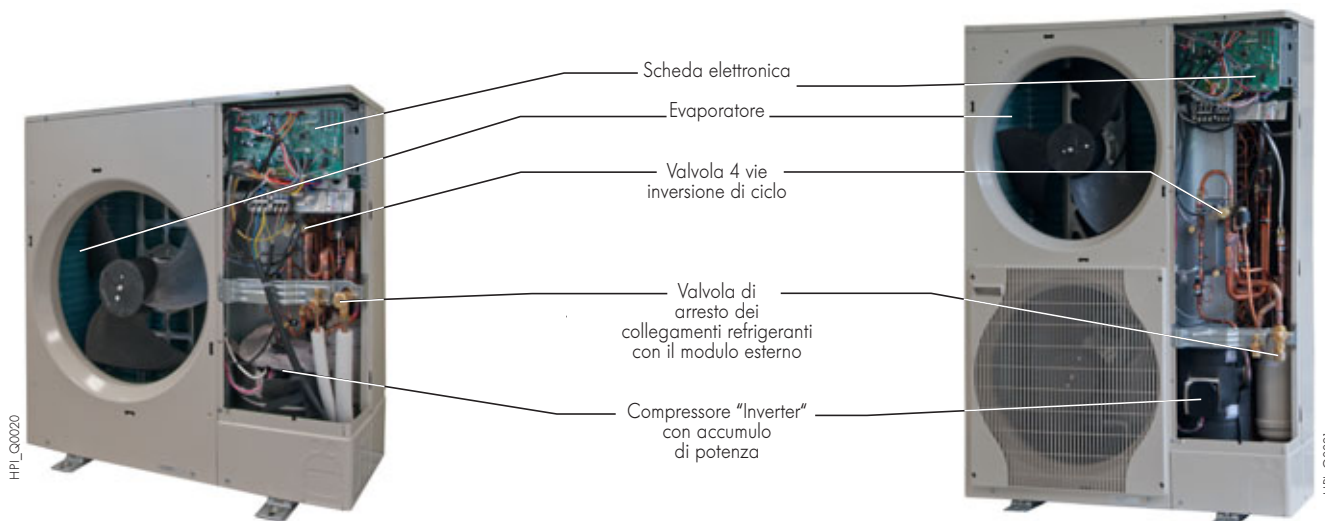 Scheda elettronica
Evaporatore
Valvola 4 vie
inversione di ciclo
Valvola di
arresto dei
collegamenti refrigeranti
con il modulo esterno
Compressore “Inverter“
con accumulo
di potenza
HPI_Q0020